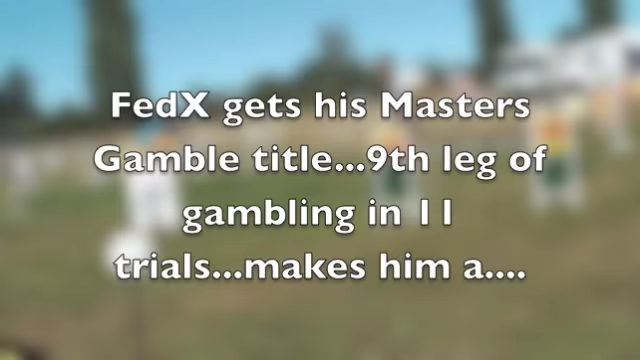 FedX gets his Masters
Gamble title...9th leg of
gambling in 11
trials...makes him a....